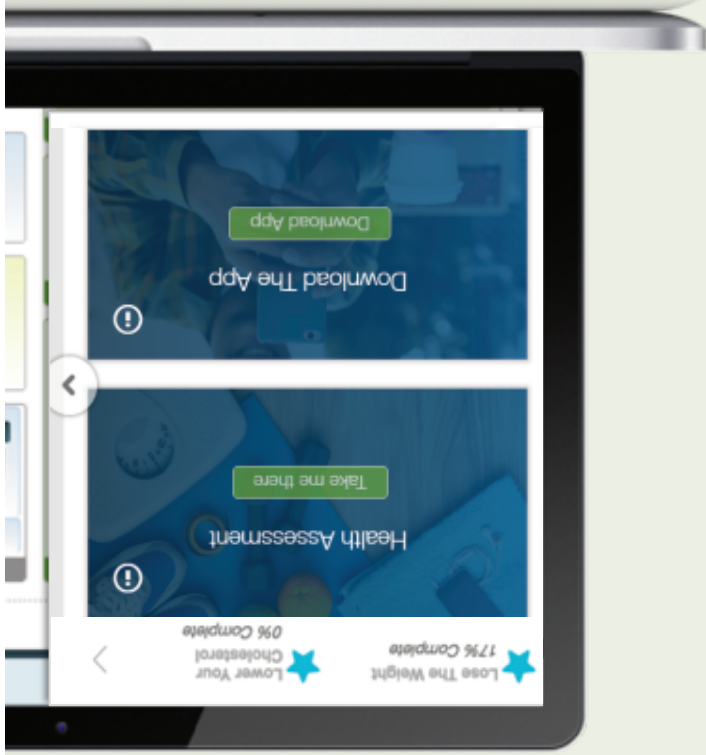 Lose The Weight
17% Complete
Lower Your
Cholesterol
0% Complete
Health Assessment
Take me there
Download The App
Download App